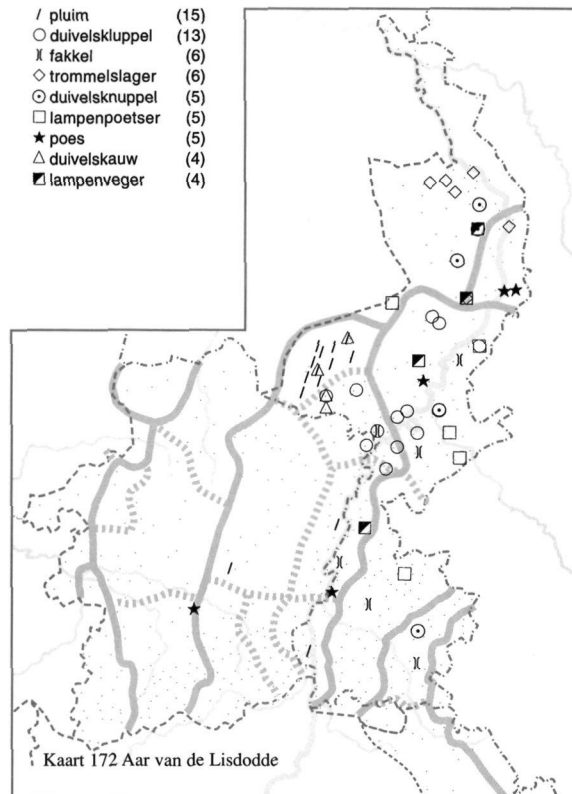 pluim (15)
duivelskluppel (13)
fakkel (6)
trommelslager (6)
duivelsknuppel (5)
lampenpoetser (5)
poes (5)
duivelskauw (4)
lampenveger (4)
Kaart 172 Aar van de Lisdodde